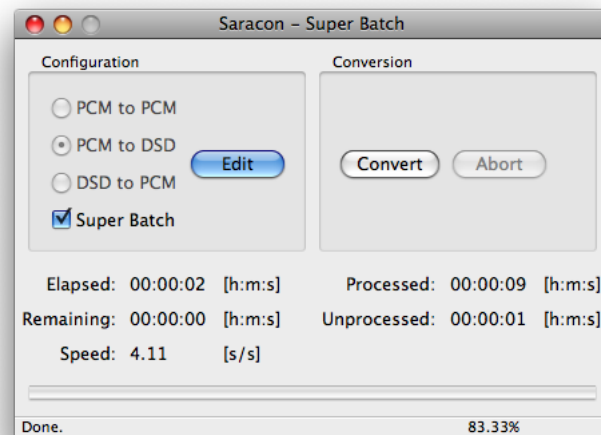 Saracon – Super Batch
Configuration
Conversion
PCM to PCM
PCM to DSD
DSD to PCM
Super Batch
Edit
Convert
Abort
Elapsed: 00:00:02 [h:m:s]
Processed: 00:00:09 [h:m:s]
Remaining: 00:00:00 [h:m:s]
Unprocessed: 00:00:01 [h:m:s]
Speed: 4.11 [s/s]
Done.
83.33%